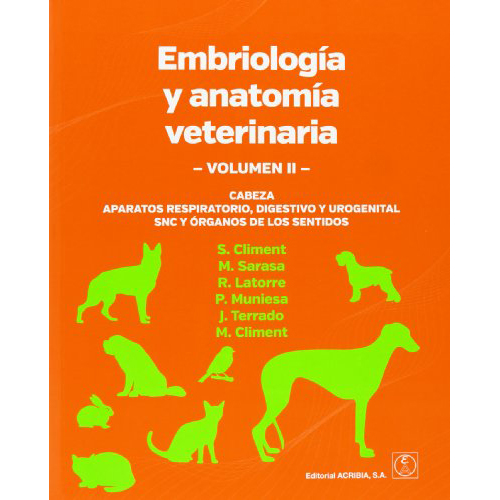 Embriología
y anatomía
veterinaria
– VOLUMEN II –
CABEZA
APARATOS RESPIRATORIO, DIGESTIVO Y UROGENITAL
SNC Y ÓRGANOS DE LOS SENTIDOS
S. Climent
M. Sarasa
R. Latorre
P. Muniesa
J. Terrado
M. Climent
Editorial ACRIBIA, S.A.